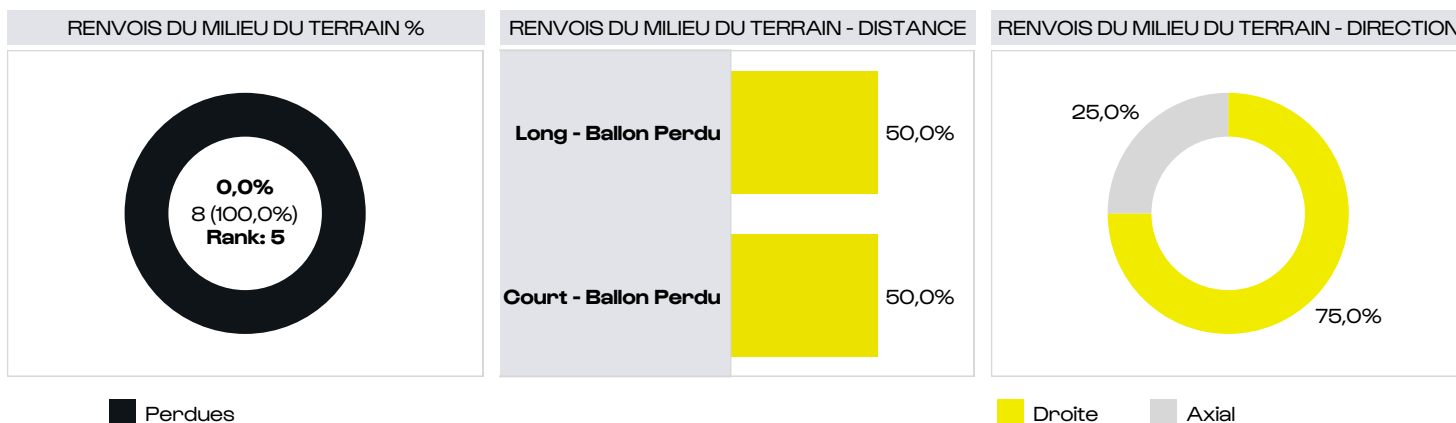 RENVOIS DU MILIEU DU TERRAIN %
0,0%
8 (100,0%)
Rank: 5
Perdues
RENVOIS DU MILIEU DU TERRAIN - DISTANCE
Long - Ballon Perdu
50,0%
Court - Ballon Perdu
50,0%
RENVOIS DU MILIEU DU TERRAIN - DIRECTION
25,0%
75,0%
Droite
Axial